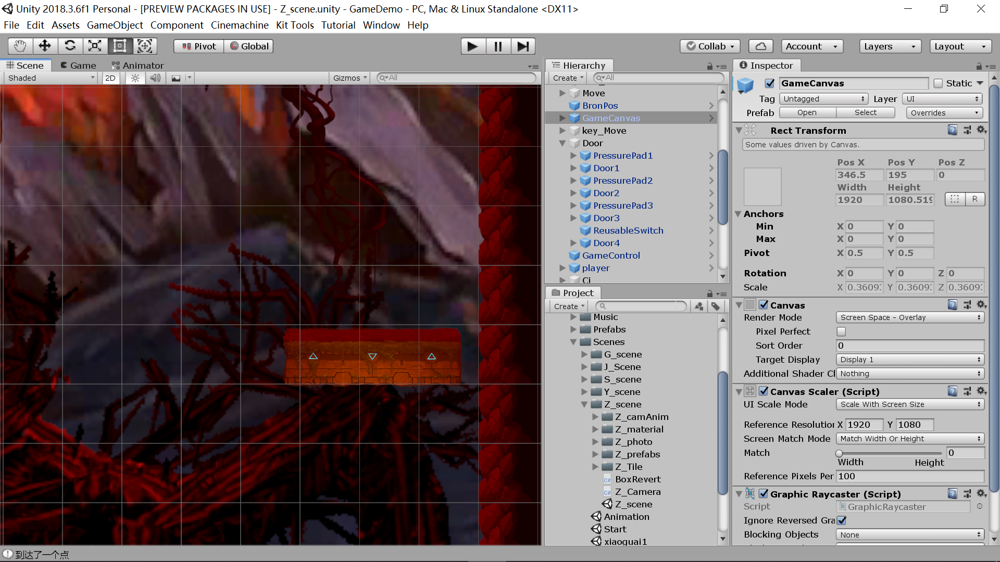 Unity 2018.3.6f1 Personal - [PREVIEW PACKAGES IN USE] - Z_scene.unity - GameDemo - PC, Mac & Linux Standalone <DX11>
File Edit Assets GameObject Component Cinemachine Kit Tools Tutorial Window Help
Pivot Global Collab Account Layers Layout
Scene Game Animator
Shaded 2D Gizmos All
Hierarchy
Create All
Move
BronPos
GameCanvas
key_Move
Door
PressurePad1
Door1
PressurePad2
Door2
PressurePad3
Door3
ReusableSwitch
Door4
GameControl
player
Ci
Project
Create
Music
Prefabs
Scenes
G_scene
J_Scene
S_scene
Y_scene
Z_scene
Z_camAnim
Z_material
Z_photo
Z_prefabs
Z_Tile
BoxRevert
Z_Camera
Z_scene
Animation
Start
xiaoguai1
Inspector
GameCanvas Static
Tag Untagged Layer UI
Prefab Open Select Overrides
Rect Transform
Some values driven by Canvas.
Pos X Pos Y Pos Z
346.5 195 0
Width Height
1920 1080.519 R
Anchors
Min X 0 Y 0
Max X 0 Y 0
Pivot X 0.5 Y 0.5
Rotation X 0 Y 0 Z 0
Scale X 0.3609 Y 0.3609 Z 0.3609
Canvas
Render Mode Screen Space - Overlay
Pixel Perfect
Sort Order 0
Target Display Display 1
Additional Shader Cl Nothing
Canvas Scaler (Script)
UI Scale Mode Scale With Screen Size
Reference Resolution X 1920 Y 1080
Screen Match Mode Match Width Or Height
Match 0
Width Height
Reference Pixels Per 100
Graphic Raycaster (Script)
Script GraphicRaycaster
Ignore Reversed Gra
Blocking Objects None
到达了一个点